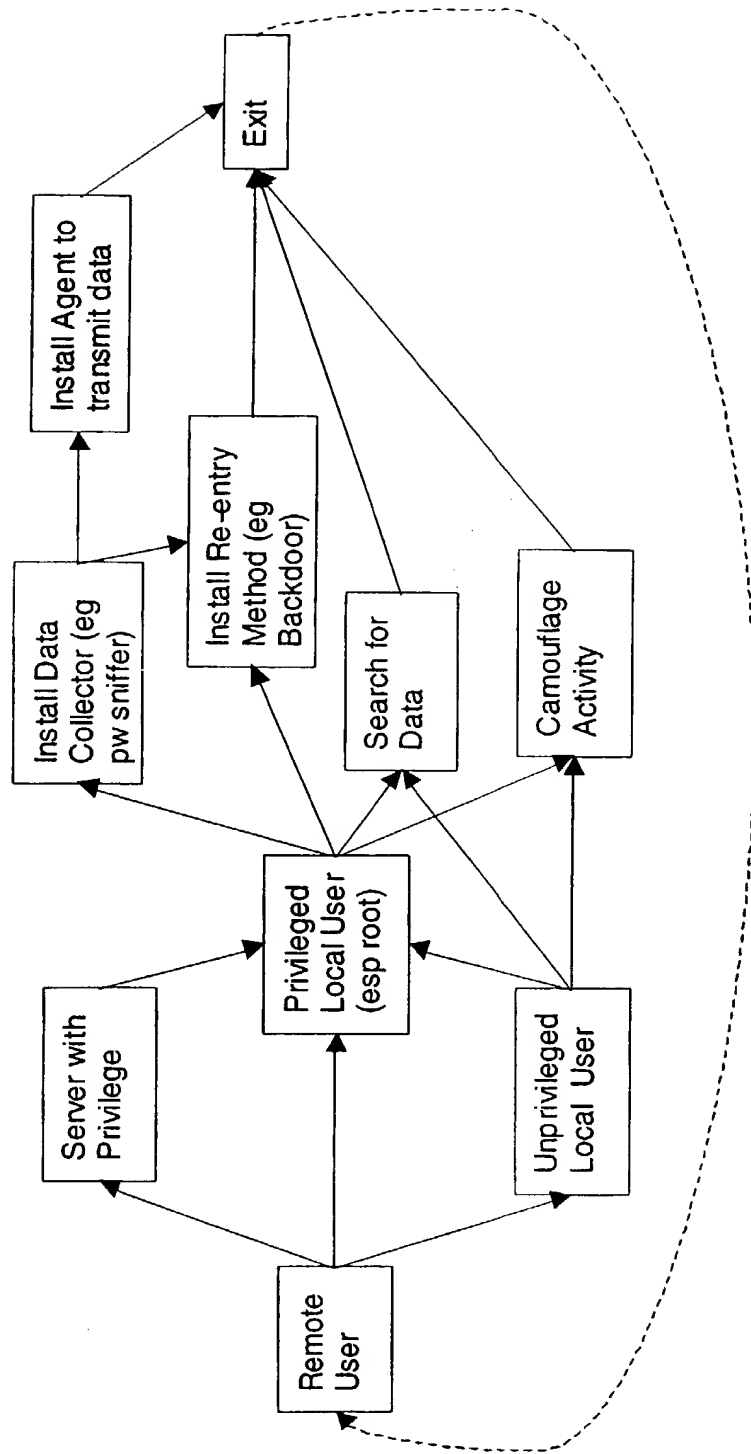 Remote
User
Server with
Privilege
Privileged
Local User
(esp root)
Unprivileged
Local User
Install Data
Collector (eg
pw sniffer)
Install Re-entry
Method (eg
Backdoor)
Search for
Data
Camouflage
Activity
Install Agent to
transmit data
Exit